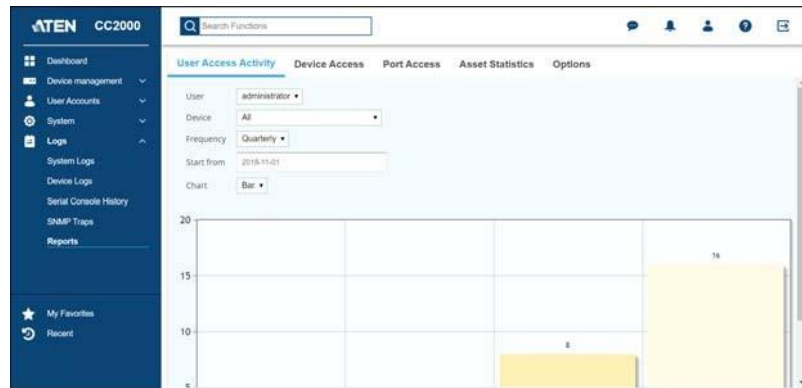 ATEN CC2000
Search Functions
Dashboard
Device management
User Accounts
System
Logs
System Logs
Device Logs
Serial Console History
SNMP Traps
Reports
My Favorites
Recent
User Access Activity Device Access Port Access Asset Statistics Options
User administrator
Device All
Frequency Quarterly
Start from 2018-11-01
Chart Bar
20
16
15
10
8
5